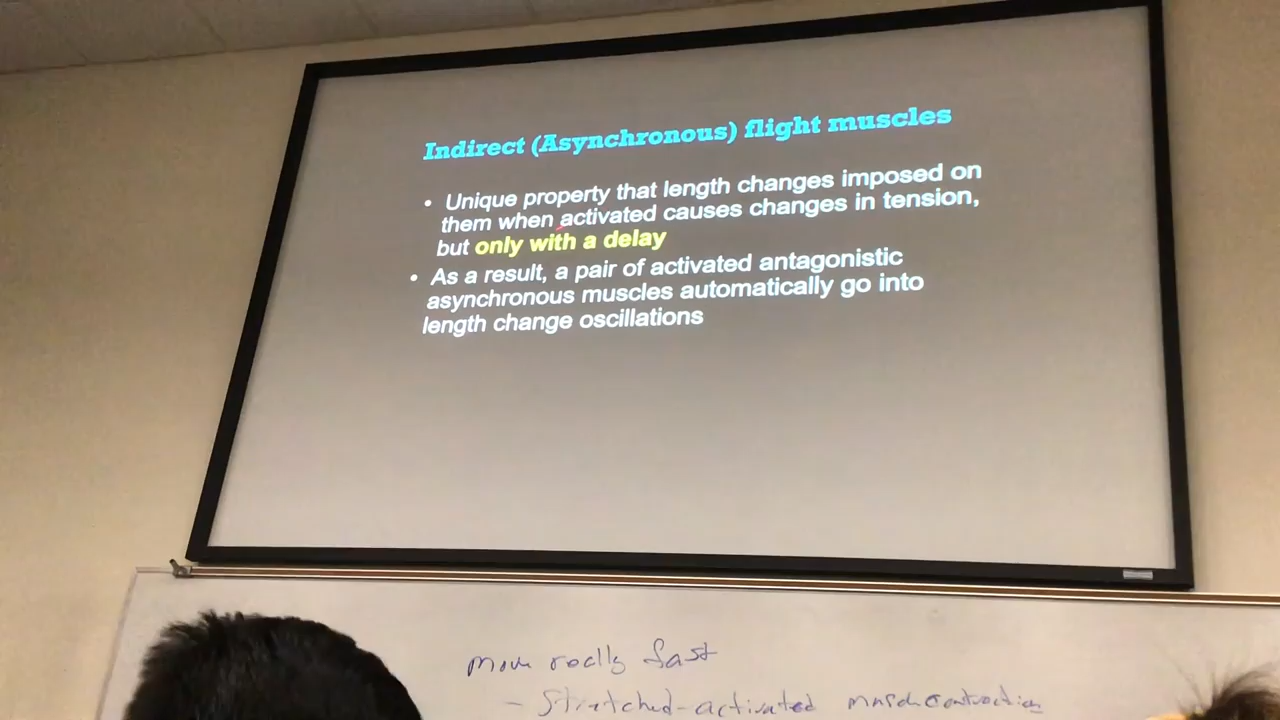 Indirect (Asynchronous) flight muscles
• Unique property that length changes imposed on
them when activated causes changes in tension,
but only with a delay
• As a result, a pair of activated antagonistic
asynchronous muscles automatically go into
length change oscillations
move really fast
- Stretched-activated muscle contraction